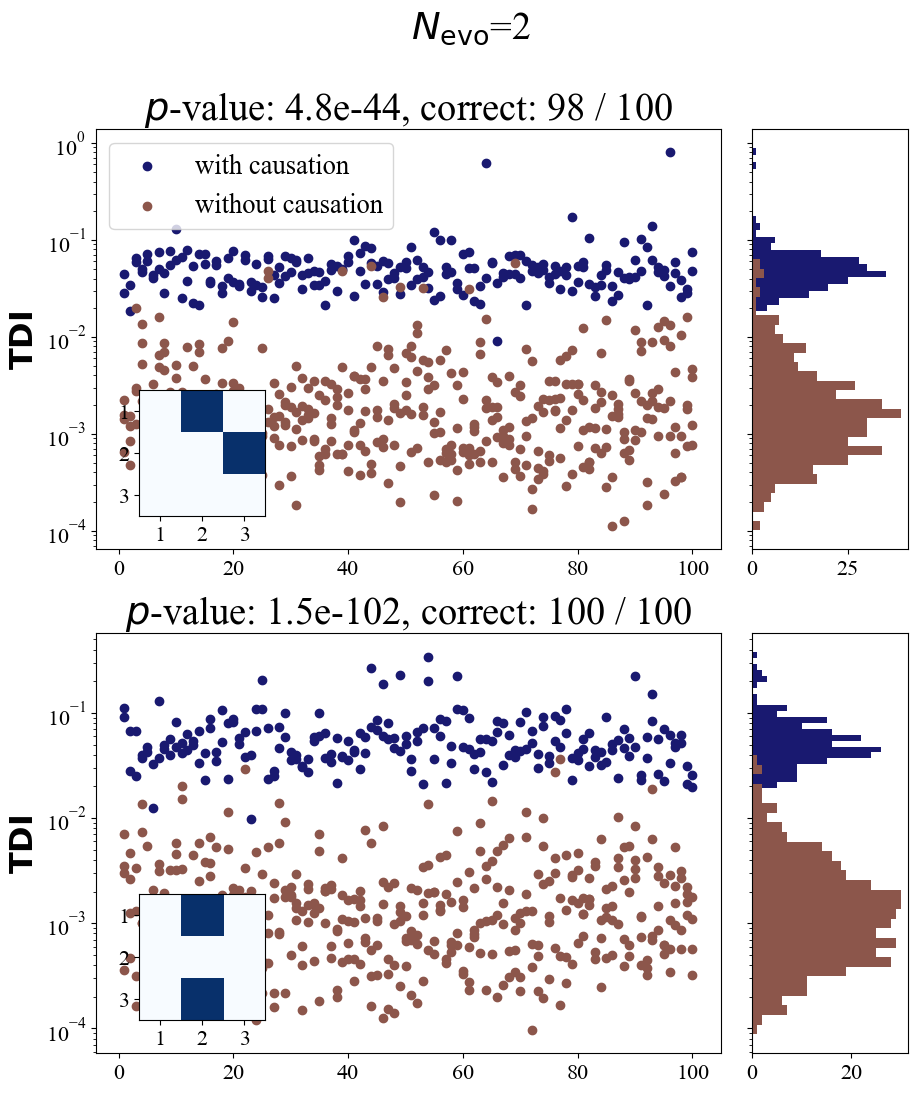 N_evo=2
p-value: 4.8e-44, correct: 98 / 100
with causation
without causation
TDI
10^0
10^-1
10^-2
10^-3
10^-4
1
2
3
1 2 3
0 20 40 60 80 100
0 25
p-value: 1.5e-102, correct: 100 / 100
TDI
10^-1
10^-2
10^-3
10^-4
1
2
3
1 2 3
0 20 40 60 80 100
0 20